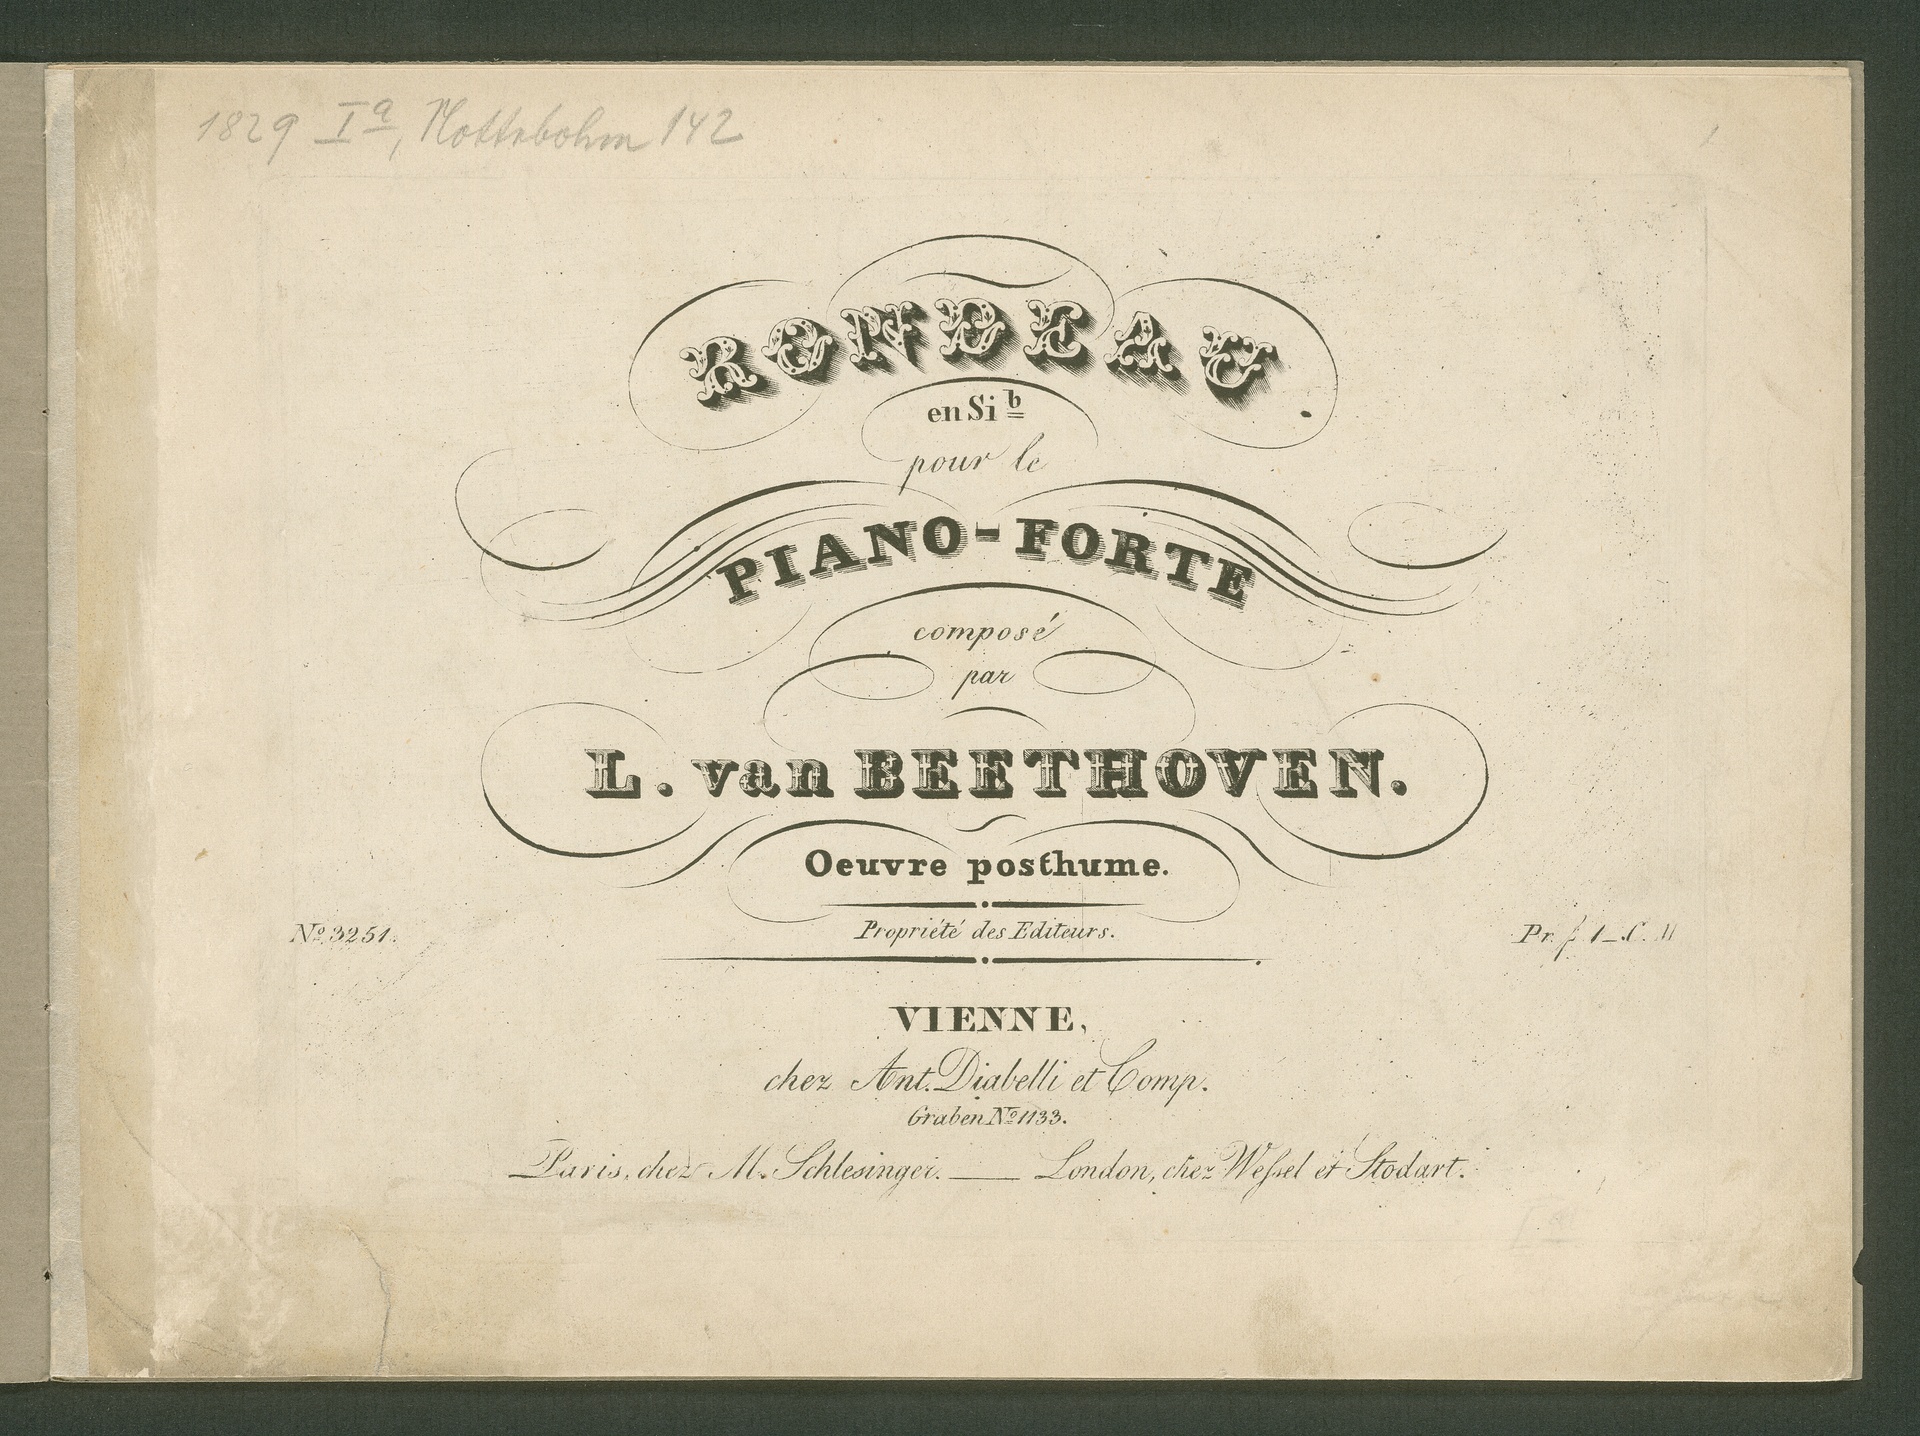 1829 Iª, Nottebohm 142
RONDEAU.
en Si b
pour le
PIANO-FORTE
composé
par
L. van BEETHOVEN.
Oeuvre posthume.
Nº 3251.
Propriété des Editeurs.
Pr. f. 1_C.M
VIENNE,
chez Ant. Diabelli et Comp.
Graben Nº 1133.
Paris, chez M. Schlesinger. — London, chez Weſsel et Stodart.